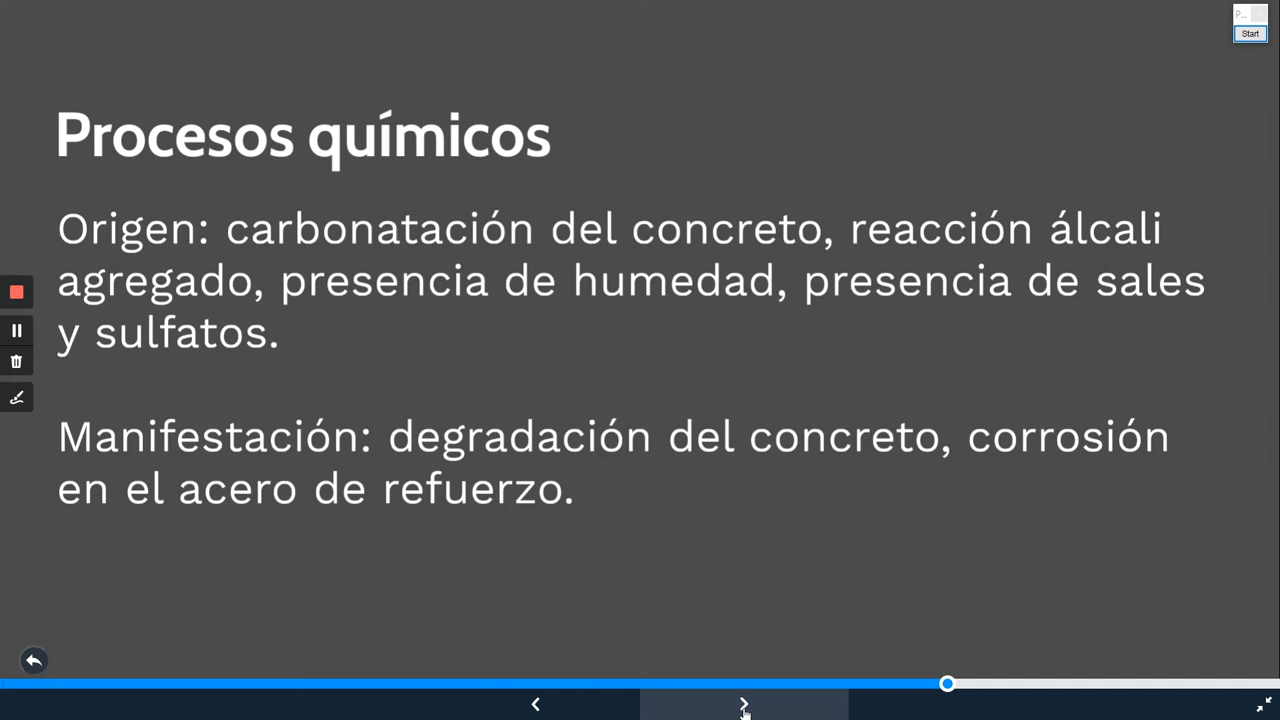 P...
Start
Procesos químicos
Origen: carbonatación del concreto, reacción álcali
agregado, presencia de humedad, presencia de sales
y sulfatos.
Manifestación: degradación del concreto, corrosión
en el acero de refuerzo.